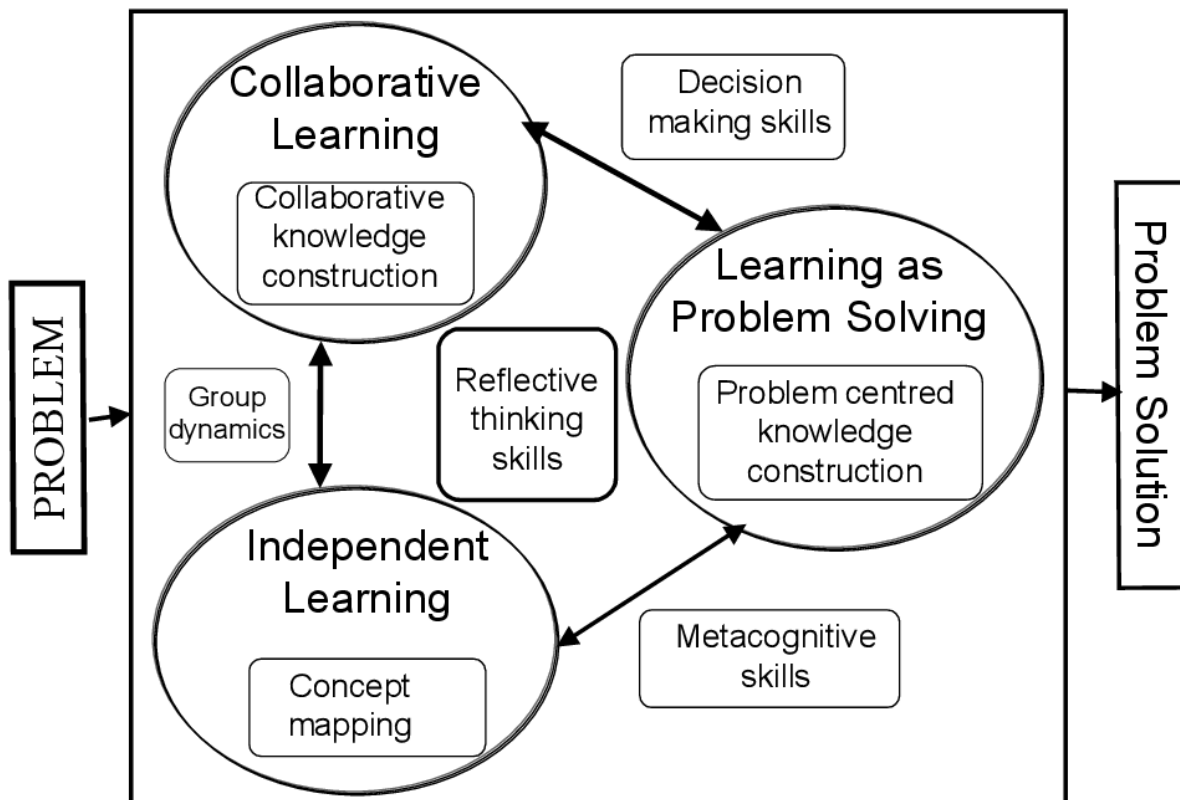 PROBLEM
Collaborative
Learning
Collaborative
knowledge
construction
Decision
making skills
Group
dynamics
Reflective
thinking
skills
Learning as
Problem Solving
Problem centred
knowledge
construction
Independent
Learning
Concept
mapping
Metacognitive
skills
Problem Solution